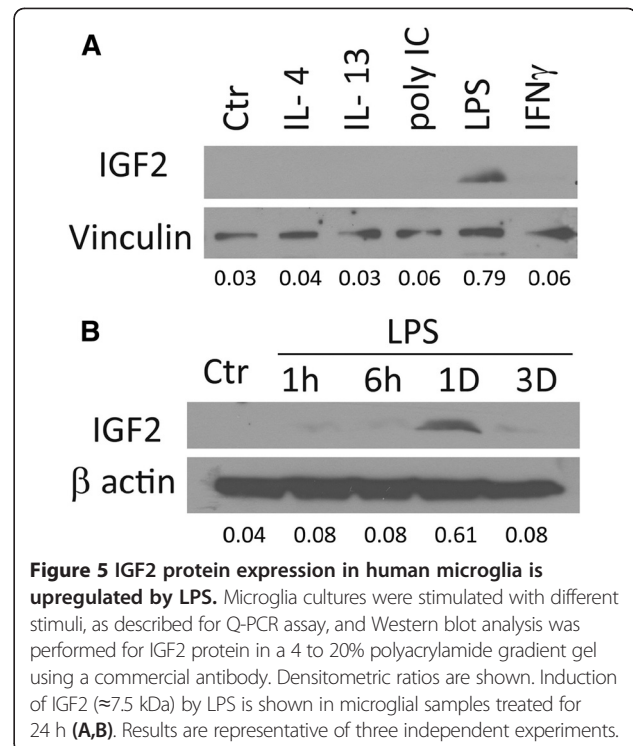 A
Ctr IL- 4 IL- 13 poly IC LPS IFNγ
IGF2
Vinculin
0.03 0.04 0.03 0.06 0.79 0.06
B
LPS
Ctr 1h 6h 1D 3D
IGF2
β actin
0.04 0.08 0.08 0.61 0.08
Figure 5 IGF2 protein expression in human microglia is
upregulated by LPS. Microglia cultures were stimulated with different
stimuli, as described for Q-PCR assay, and Western blot analysis was
performed for IGF2 protein in a 4 to 20% polyacrylamide gradient gel
using a commercial antibody. Densitometric ratios are shown. Induction
of IGF2 (≈7.5 kDa) by LPS is shown in microglial samples treated for
24 h (A,B). Results are representative of three independent experiments.